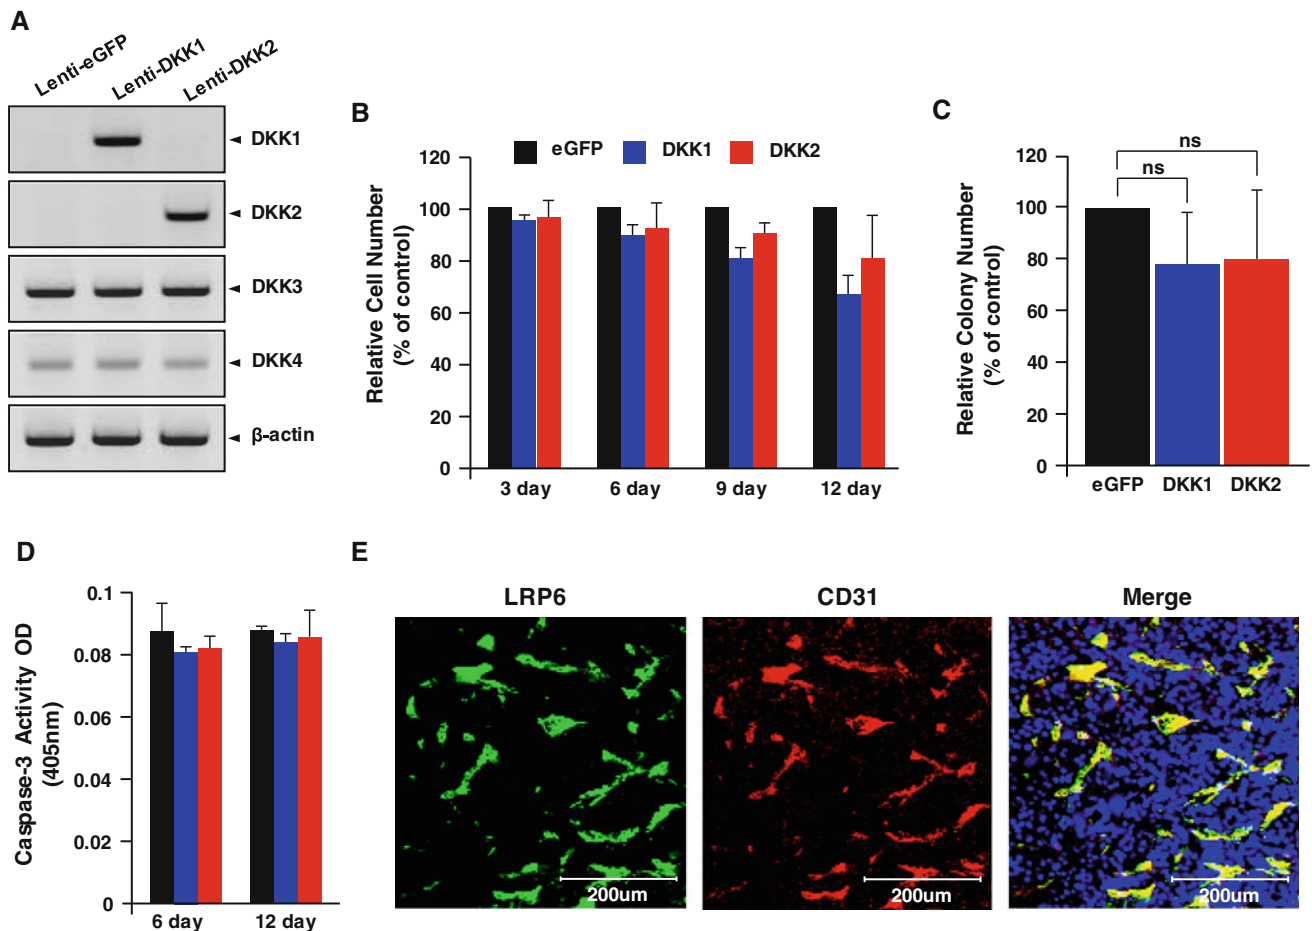 A
Lenti-eGFP
Lenti-DKK1
Lenti-DKK2
DKK1
DKK2
DKK3
DKK4
β-actin
B
eGFP
DKK1
DKK2
Relative Cell Number
(% of control)
120
100
80
60
40
20
0
3 day
6 day
9 day
12 day
C
ns
ns
Relative Colony Number
(% of control)
120
100
80
60
40
20
0
eGFP
DKK1
DKK2
D
Caspase-3 Activity OD
(405nm)
0.1
0.08
0.06
0.04
0.02
0
6 day
12 day
E
LRP6
CD31
Merge
200um
200um
200um